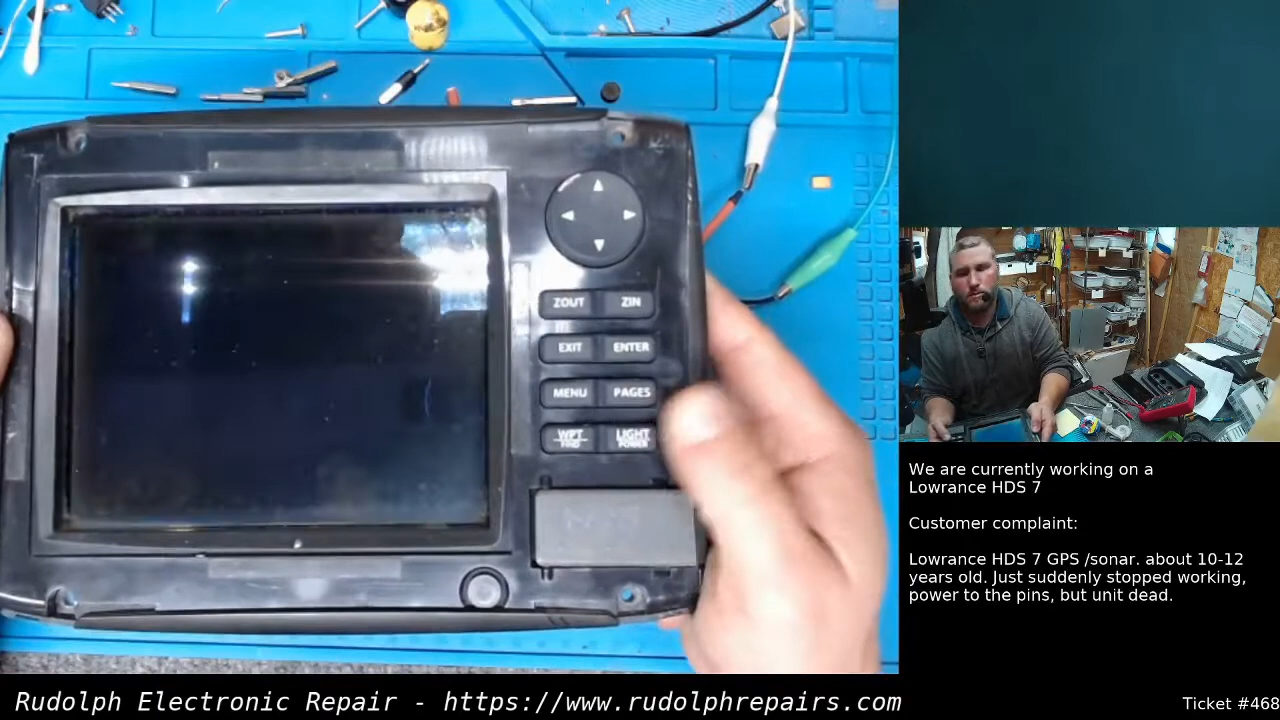 ZOUT ZIN
EXIT ENTER
MENU PAGES
WPT LIGHT
FIND POWER
We are currently working on a
Lowrance HDS 7
Customer complaint:
Lowrance HDS 7 GPS /sonar. about 10-12
years old. Just suddenly stopped working,
power to the pins, but unit dead.
Rudolph Electronic Repair - https://www.rudolphrepairs.com
Ticket #468